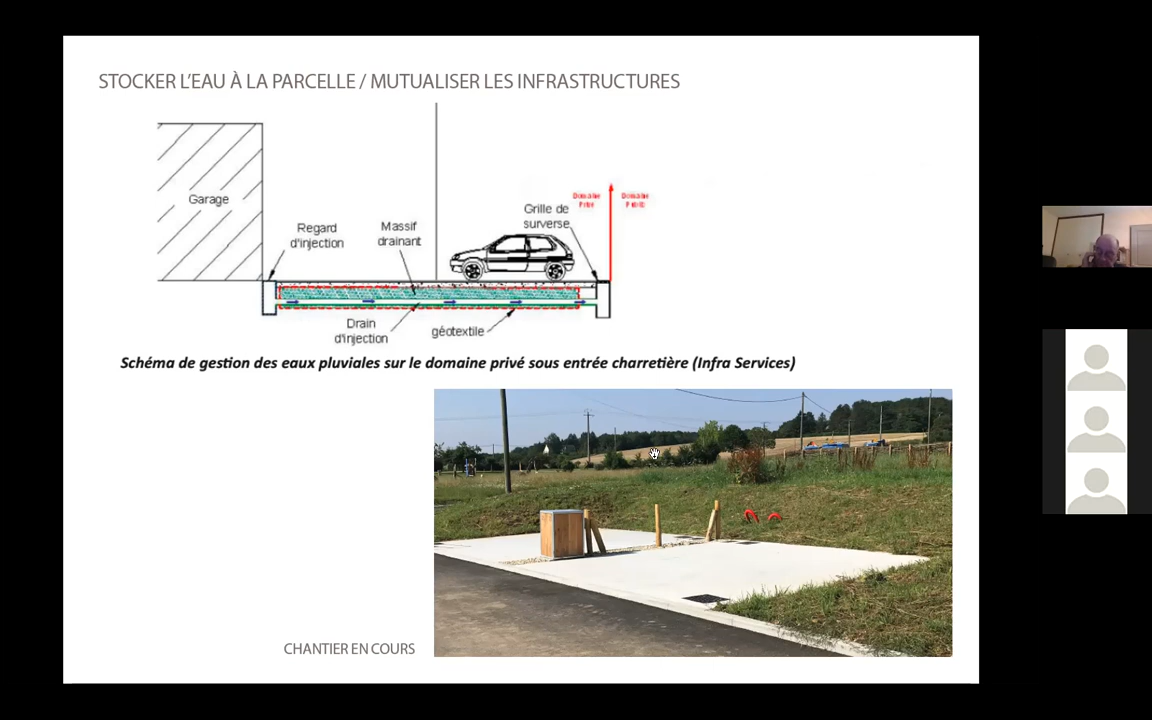 STOCKER L'EAU À LA PARCELLE / MUTUALISER LES INFRASTRUCTURES
Garage
Regard
d'injection
Massif
drainant
Grille de
surverse
Domaine
Privé
Domaine
Public
Drain
d'injection
géotextile
Schéma de gestion des eaux pluviales sur le domaine privé sous entrée charretière (Infra Services)
CHANTIER EN COURS